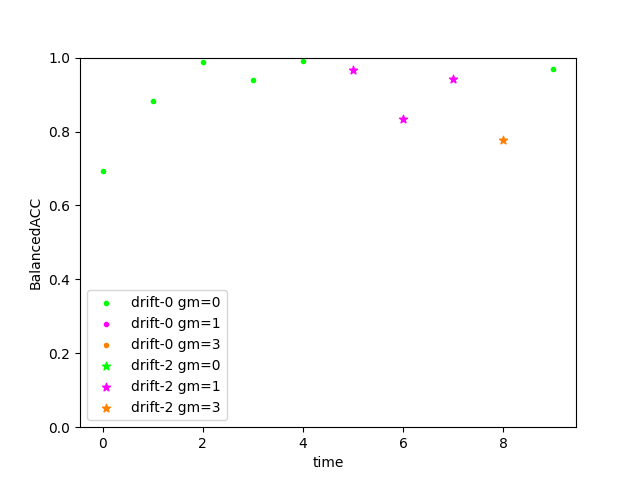 1.0
0.8
0.6
0.4
0.2
0.0
BalancedACC
drift-0 gm=0
drift-0 gm=1
drift-0 gm=3
drift-2 gm=0
drift-2 gm=1
drift-2 gm=3
0 2 4 6 8
time